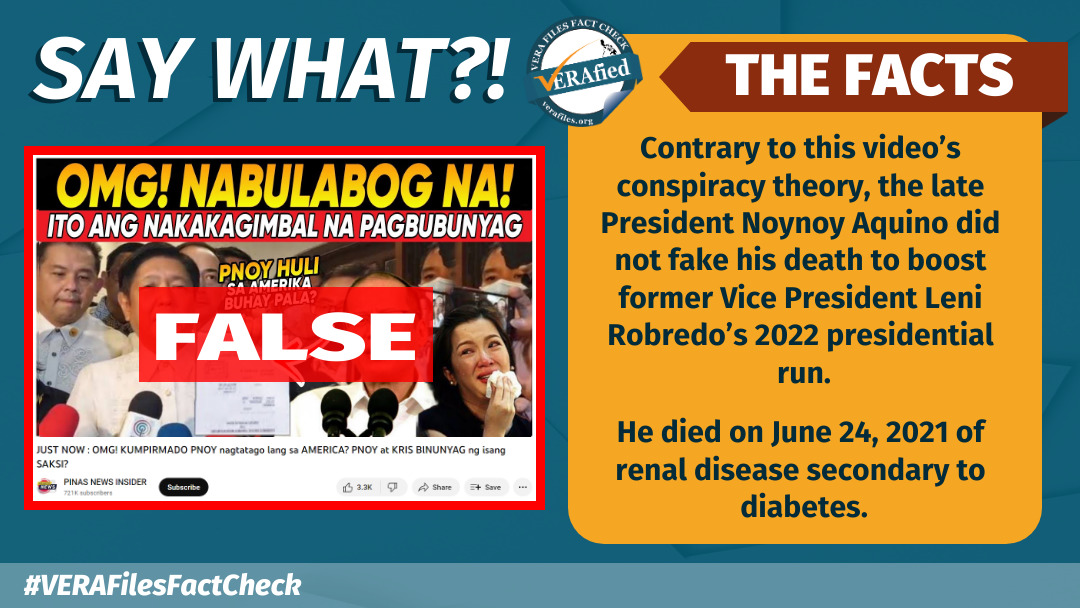 SAY WHAT?!
VERA FILES FACT CHECK
VERAfied
verafiles.org
THE FACTS
OMG! NABULABOG NA!
ITO ANG NAKAKAGIMBAL NA PAGBUBUNYAG
PNOY HULI
SA AMERIKA
BUHAY PALA?
FALSE
JUST NOW : OMG! KUMPIRMADO PNOY nagtatago lang sa AMERICA? PNOY at KRIS BINUNYAG ng isang
SAKSI?
NEWS
PINAS NEWS INSIDER
721K subscribers
Subscribe
3.3K
Share
Save
Contrary to this video’s
conspiracy theory, the late
President Noynoy Aquino did
not fake his death to boost
former Vice President Leni
Robredo’s 2022 presidential
run.
He died on June 24, 2021 of
renal disease secondary to
diabetes.
#VERAFilesFactCheck